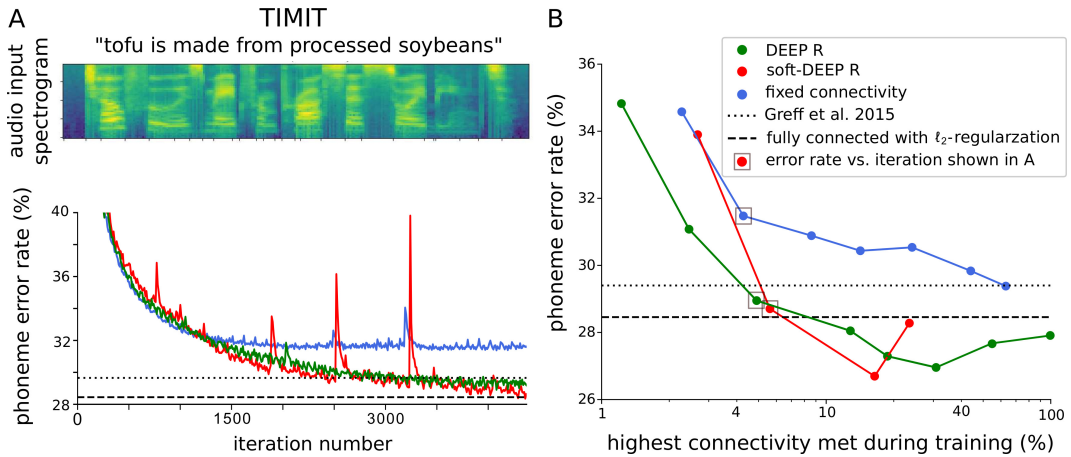 A
TIMIT
"tofu is made from processed soybeans"
audio input
spectrogram
phoneme error rate (%)
40
36
32
28
0
1500
3000
iteration number
B
DEEP R
soft-DEEP R
fixed connectivity
Greff et al. 2015
fully connected with ℓ2-regularzation
error rate vs. iteration shown in A
phoneme error rate (%)
36
34
32
30
28
26
1
4
10
40
100
highest connectivity met during training (%)